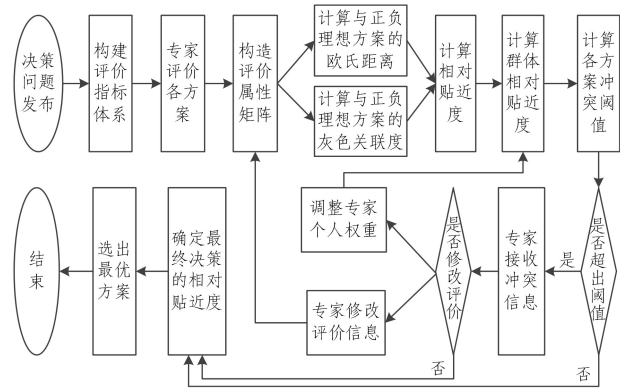 决策
问题
发布
构建
评价
指标
体系
专家
评价
各方
案
构造
评价
属性
矩阵
计算与正负
理想方案的
欧氏距离
计算与正负
理想方案的
灰色关联度
计算
相对
贴近
度
计算
群体
相对
贴近
度
计算
各方
案冲
突阈
值
是否超出阈值
是
否
专家
接收
冲突
信息
是否修改评价
否
调整专家
个人权重
专家修改
评价信息
确定最
终决策
的相对
贴近度
选出
最优
方案
结束